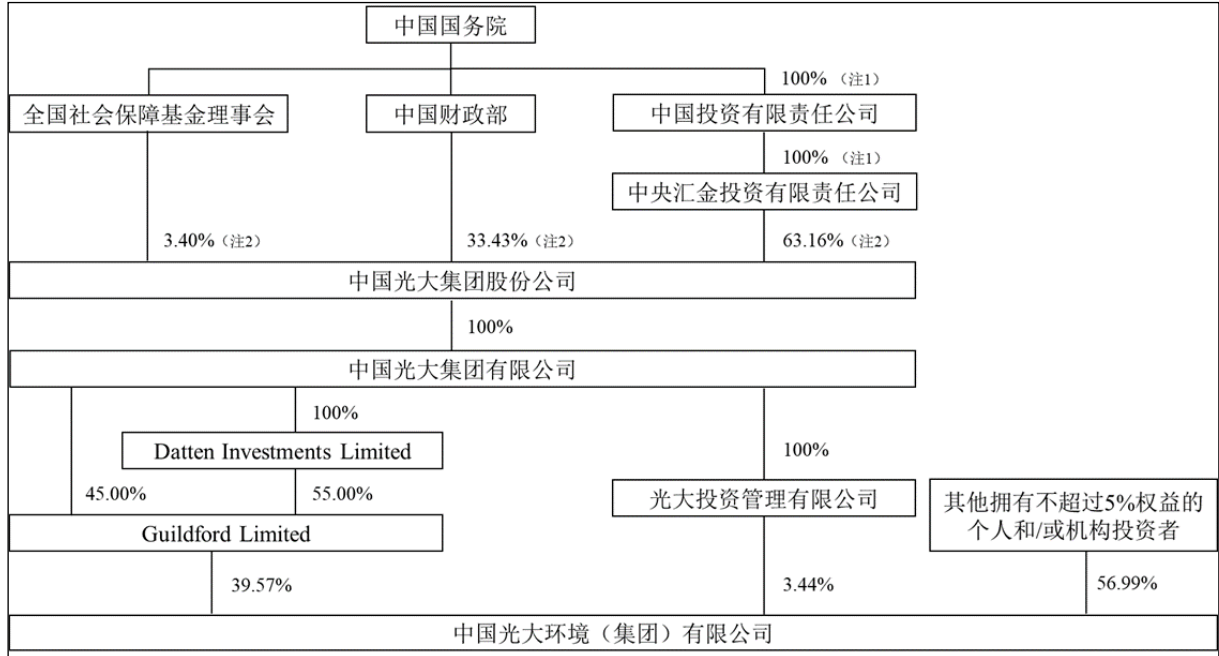 中国国务院
100% （注1）
全国社会保障基金理事会
中国财政部
中国投资有限责任公司
100% （注1）
中央汇金投资有限责任公司
3.40%（注2）
33.43%（注2）
63.16%（注2）
中国光大集团股份公司
100%
中国光大集团有限公司
100%
Datten Investments Limited
100%
45.00%
55.00%
光大投资管理有限公司
其他拥有不超过5%权益的
个人和/或机构投资者
Guildford Limited
39.57%
3.44%
56.99%
中国光大环境（集团）有限公司